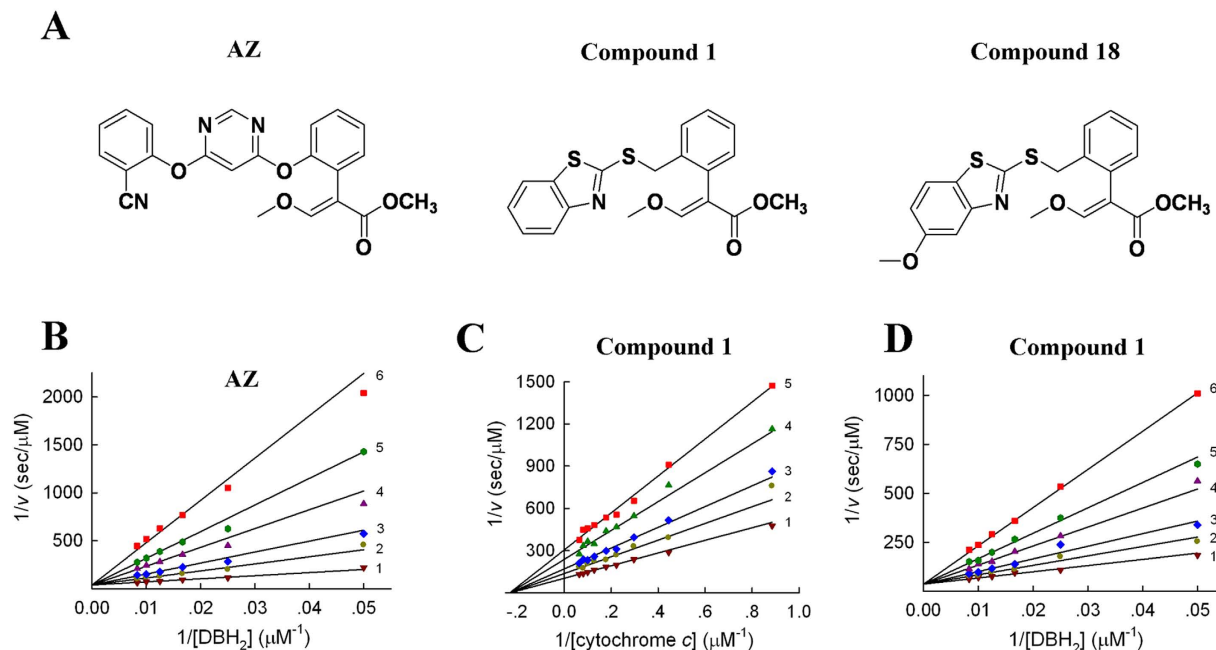 A
AZ
Compound 1
Compound 18
N N
O O
CN
O OCH3
O
S S
N O OCH3
O
S S
N O OCH3
O
O
B
AZ
C
Compound 1
D
Compound 1
1/v (sec/μM)
2000
1500
1000
500
0.00 .01 .02 .03 .04 .05
1/[DBH2] (μM-1)
6
5
4
3
2
1
1/v (sec/μM)
1500
1200
900
600
300
-.2 0.0 .2 .4 .6 .8 1.0
1/[cytochrome c] (μM-1)
5
4
3
2
1
1/v (sec/μM)
1000
750
500
250
0.00 .01 .02 .03 .04 .05
1/[DBH2] (μM-1)
6
5
4
3
2
1